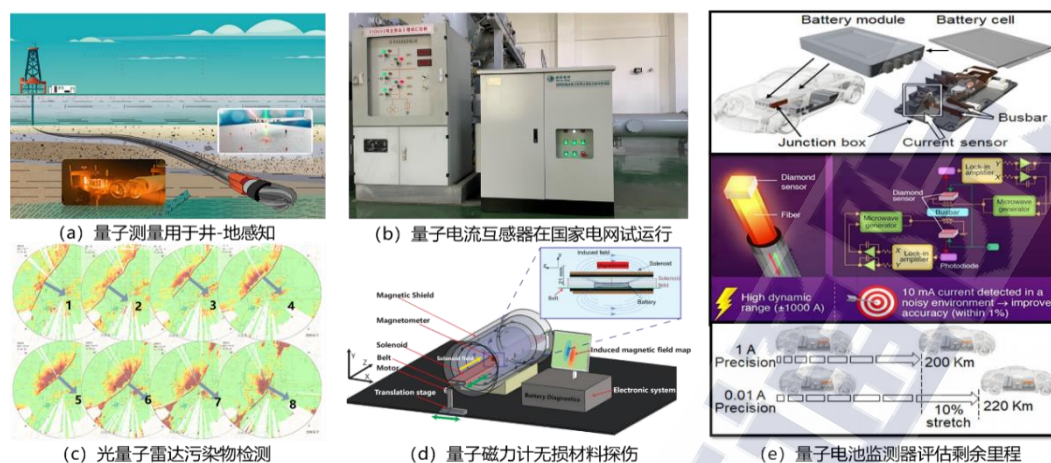 (a) 量子测量用于井-地感知
(b) 量子电流互感器在国家电网试运行
1
2
3
4
5
6
7
8
(c) 光量子雷达污染物检测
Induced field
Solenoid
Solenoid field
Belt
Battery
Magnetic Shield
Magnetometer
Solenoid
Belt
Motor
Translation stage
Solenoid field
Induced magnetic field map
Electronic system
Battery Diagnostics
Z
Y
X
(d) 量子磁力计无损材料探伤
Battery module
Battery cell
Busbar
Junction box
Current sensor
Diamond sensor
Fiber
Lock-in amplifier
Y
X
Diamond sensor
Busbar
Microwave generator
Microwave generator
Lock-in amplifier
X
Y
Photodiode
High dynamic range (±1000 A)
10 mA current detected in a
noisy environment → improve
accuracy (within 1%)
1 A
Precision
200 Km
0.01 A
Precision
10%
stretch
220 Km
(e) 量子电池监测器评估剩余里程